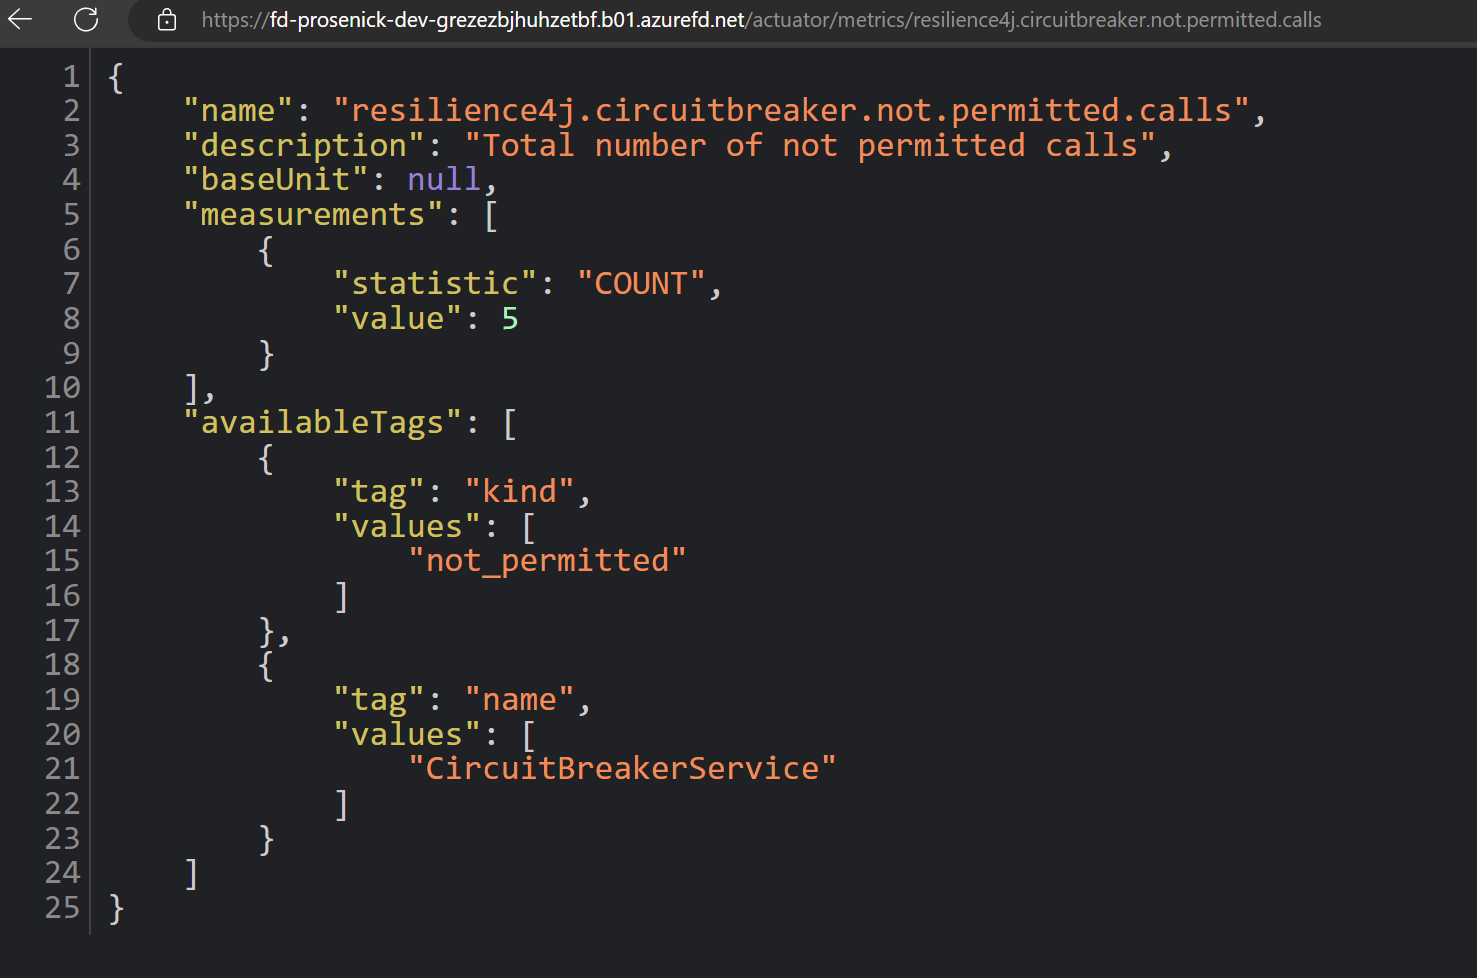 https://fd-prosenick-dev-grezezbjhuhzetbf.b01.azurefd.net/actuator/metrics/resilience4j.circuitbreaker.not.permitted.calls
1 {
2 "name": "resilience4j.circuitbreaker.not.permitted.calls",
3 "description": "Total number of not permitted calls",
4 "baseUnit": null,
5 "measurements": [
6 {
7 "statistic": "COUNT",
8 "value": 5
9 }
10 ],
11 "availableTags": [
12 {
13 "tag": "kind",
14 "values": [
15 "not_permitted"
16 ]
17 },
18 {
19 "tag": "name",
20 "values": [
21 "CircuitBreakerService"
22 ]
23 }
24 ]
25 }